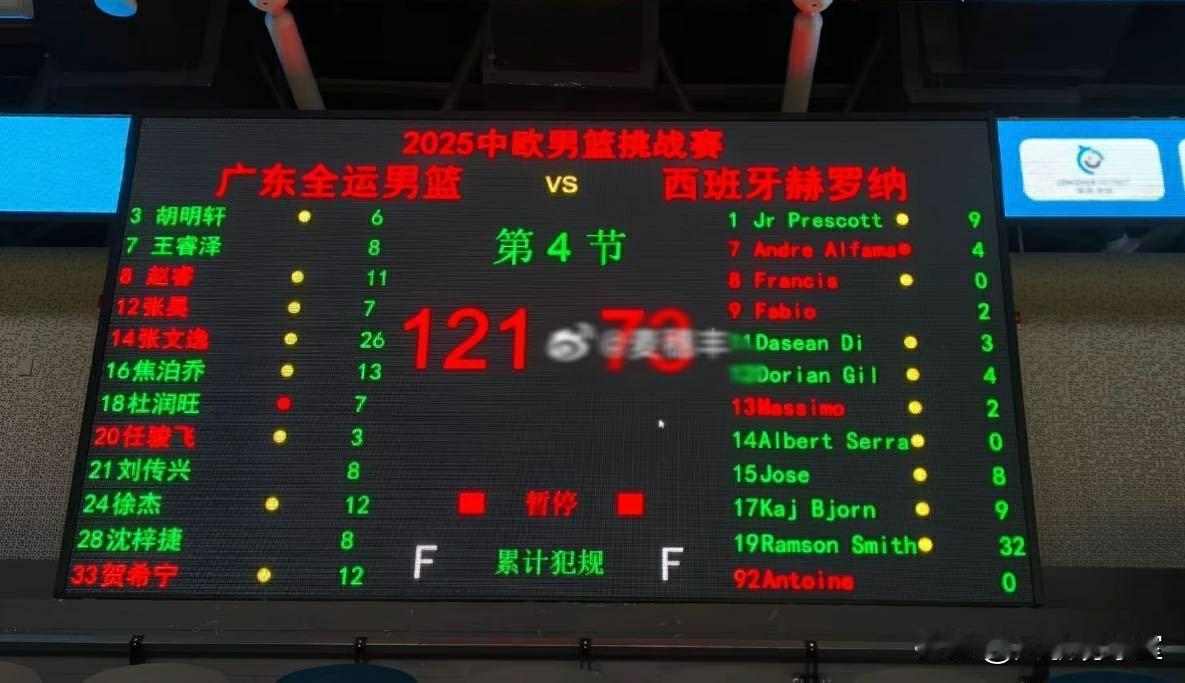 2025中欧男篮挑战赛
广东全运男篮 VS 西班牙赫罗纳
第 4 节
121 73
3 胡明轩 6
7 王睿泽 8
8 赵睿 11
12张昊 7
14张文逸 26
16焦泊乔 13
18杜润旺 7
20任骏飞 3
21刘传兴 8
24徐杰 12
28沈梓捷 8
33贺希宁 12
1 Jr Prescott 9
7 Andre Alfama 4
8 Francis 0
9 Fabio 2
11Dasean Di 3
Dorian Gil 4
13Massimo 2
14Albert Serra 0
15Jose 8
17Kaj Bjorn 9
19Ramson Smith 32
92Antoine 0
暂停
F 累计犯规 F